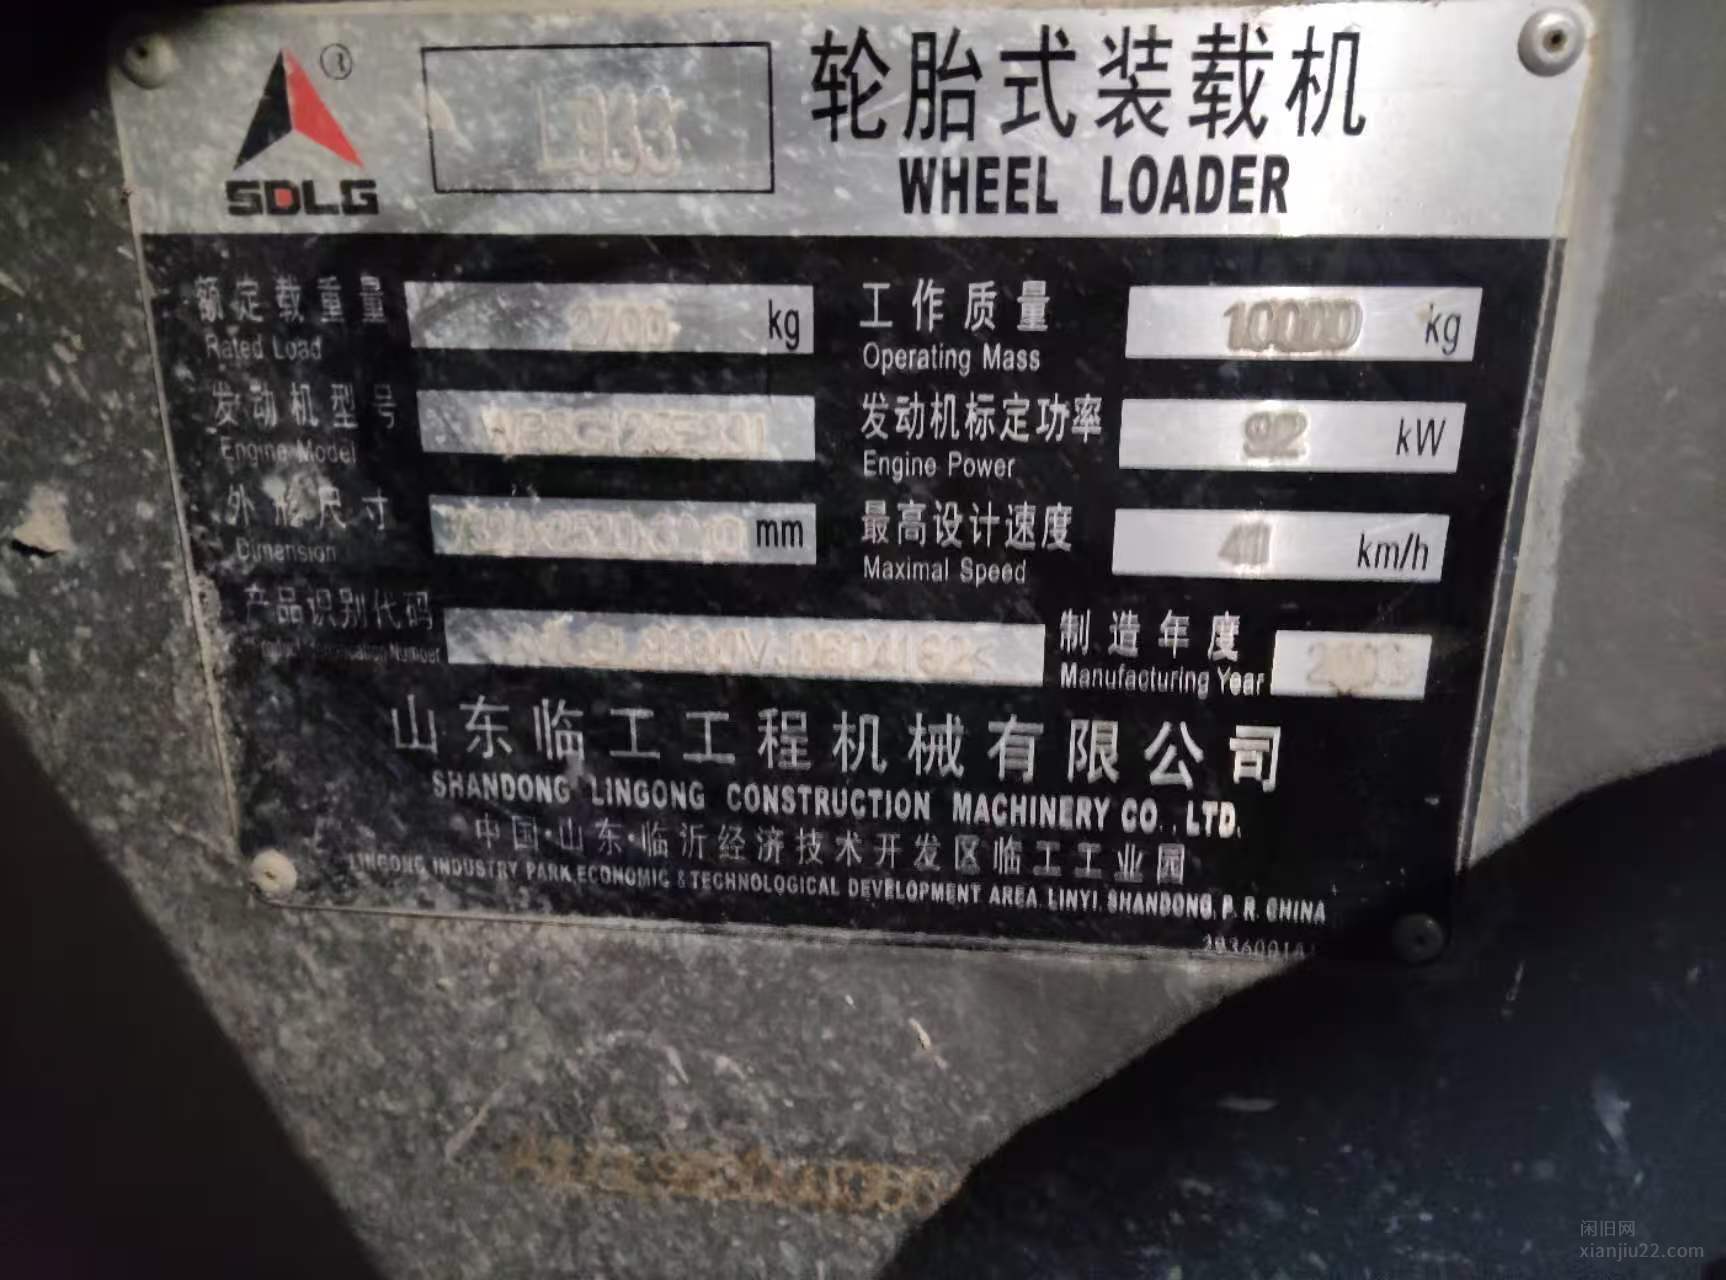 ®
SDLG
L933
轮胎式装载机
WHEEL LOADER
额定载重量
Rated Load
2700 kg
工作质量
Operating Mass
10000 kg
发动机型号
Engine Model
发动机标定功率
Engine Power
92 kW
外形尺寸
Dimension
mm
最高设计速度
Maximal Speed
km/h
产品识别代码
Number
制造年度
Manufacturing Year
山东临工工程机械有限公司
SHANDONG LINGONG CONSTRUCTION MACHINERY CO., LTD.
中国·山东·临沂经济技术开发区临工工业园
LINGONG INDUSTRY PARK, ECONOMIC & TECHNOLOGICAL DEVELOPMENT AREA, LINYI, SHANDONG, P. R. CHINA
闲旧网
xianjiu22.com